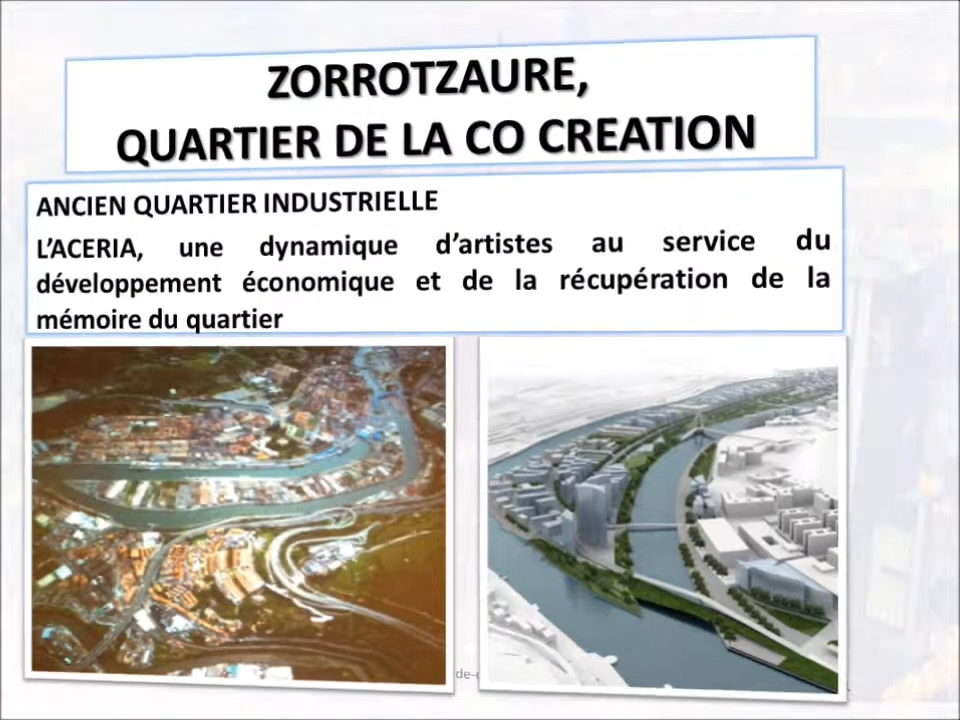 ZORROTZAURE,
QUARTIER DE LA CO CREATION
ANCIEN QUARTIER INDUSTRIELLE
L’ACERIA, une dynamique d’artistes au service du
développement économique et de la récupération de la
mémoire du quartier